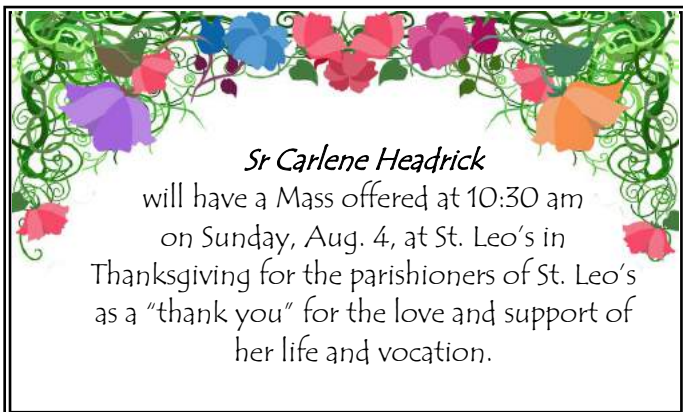 Sr Carlene Headrick
will have a Mass offered at 10:30 am
on Sunday, Aug. 4, at St. Leo's in
Thanksgiving for the parishioners of St. Leo's
as a "thank you" for the love and support of
her life and vocation.